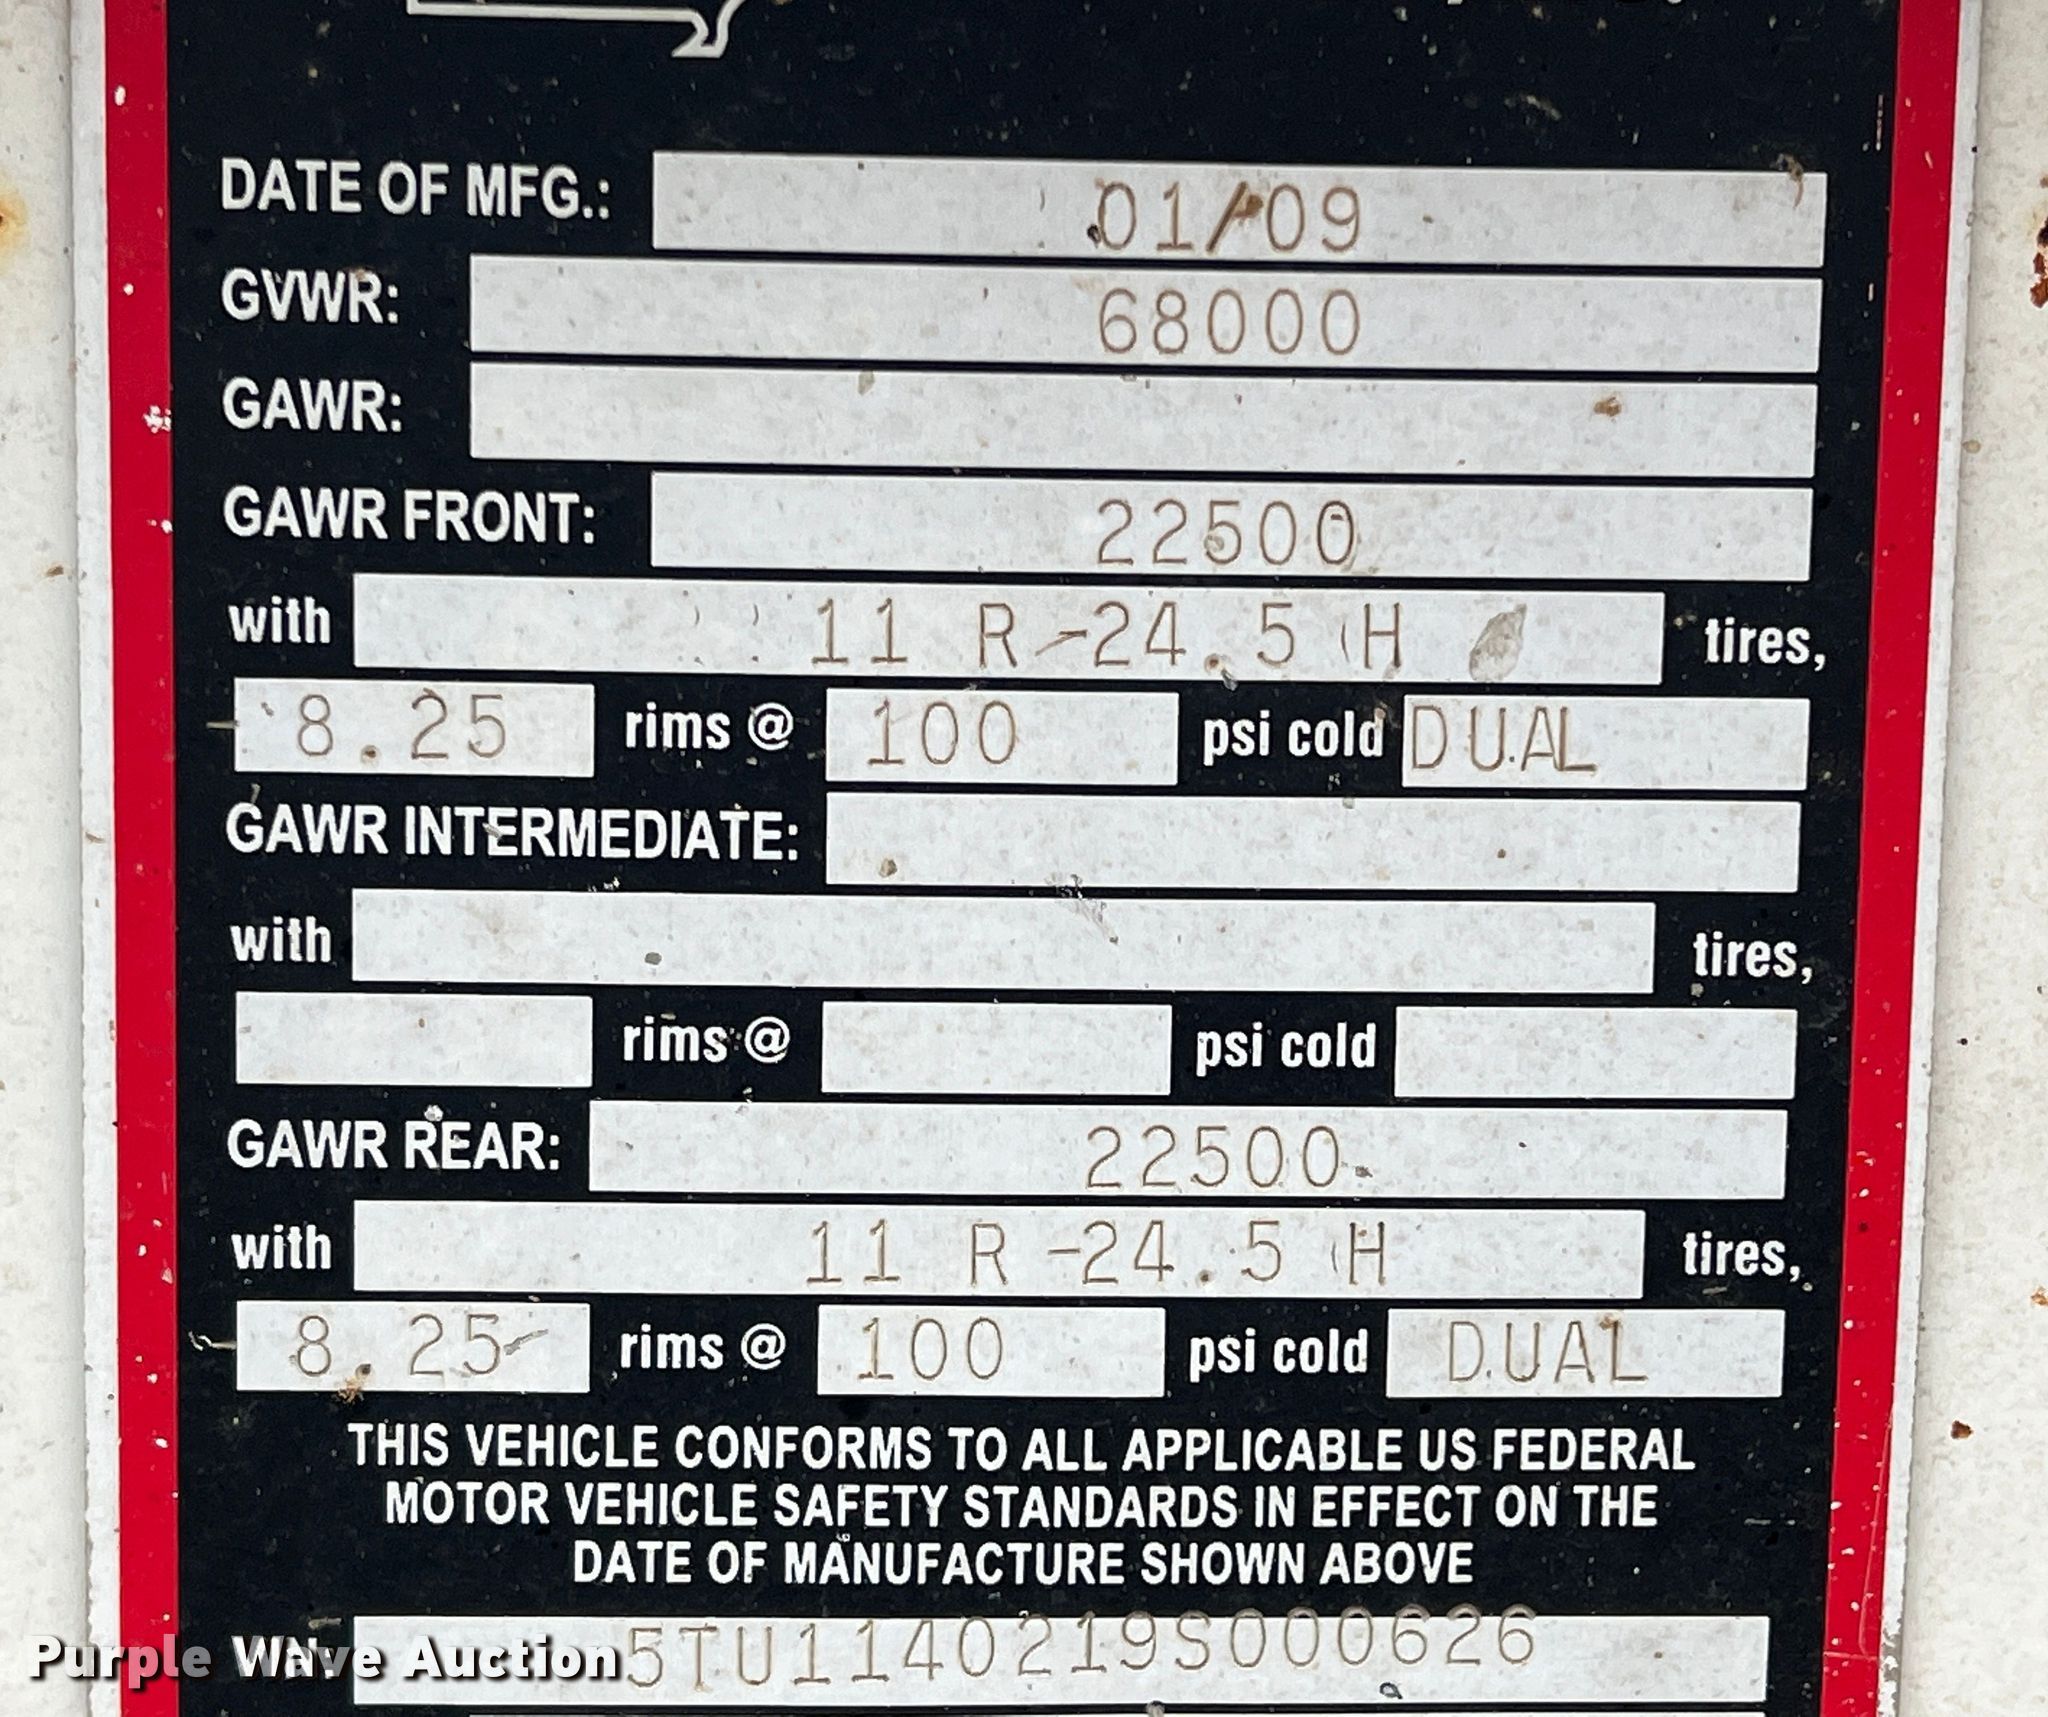 DATE OF MFG.: 01/09
GVWR: 68000
GAWR:
GAWR FRONT: 22500
with 11 R-24.5 H tires,
8.25 rims @ 100 psi cold DUAL
GAWR INTERMEDIATE:
with tires,
rims @ psi cold
GAWR REAR: 22500
with 11 R-24.5 H tires,
8.25 rims @ 100 psi cold DUAL
THIS VEHICLE CONFORMS TO ALL APPLICABLE US FEDERAL
MOTOR VEHICLE SAFETY STANDARDS IN EFFECT ON THE
DATE OF MANUFACTURE SHOWN ABOVE
5TU1140219S000626
Purple Wave Auction